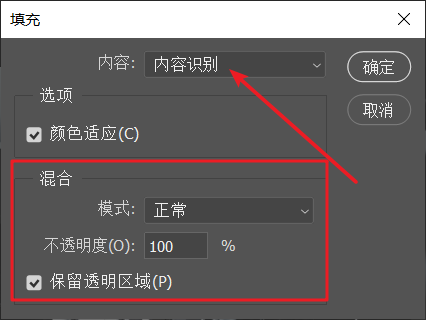 填充
内容: 内容识别
确定
选项
取消
颜色适应(C)
混合
模式: 正常
不透明度(O): 100 %
保留透明区域(P)